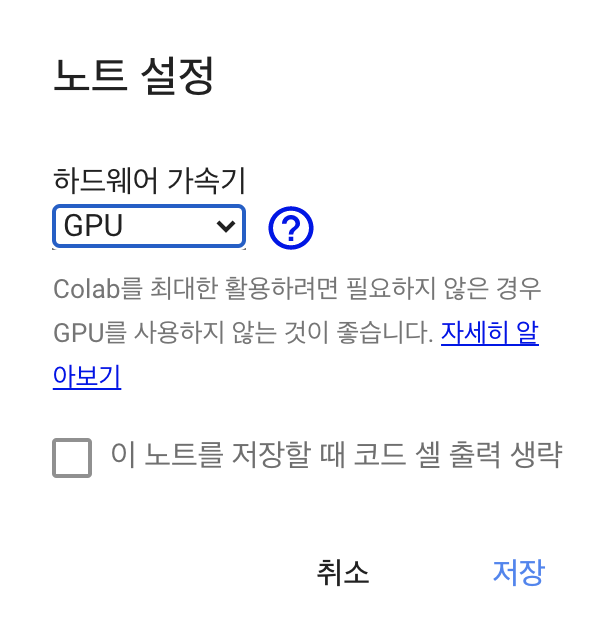 노트 설정
하드웨어 가속기
GPU
Colab를 최대한 활용하려면 필요하지 않은 경우
GPU를 사용하지 않는 것이 좋습니다. 자세히 알
아보기
이 노트를 저장할 때 코드 셀 출력 생략
취소 저장